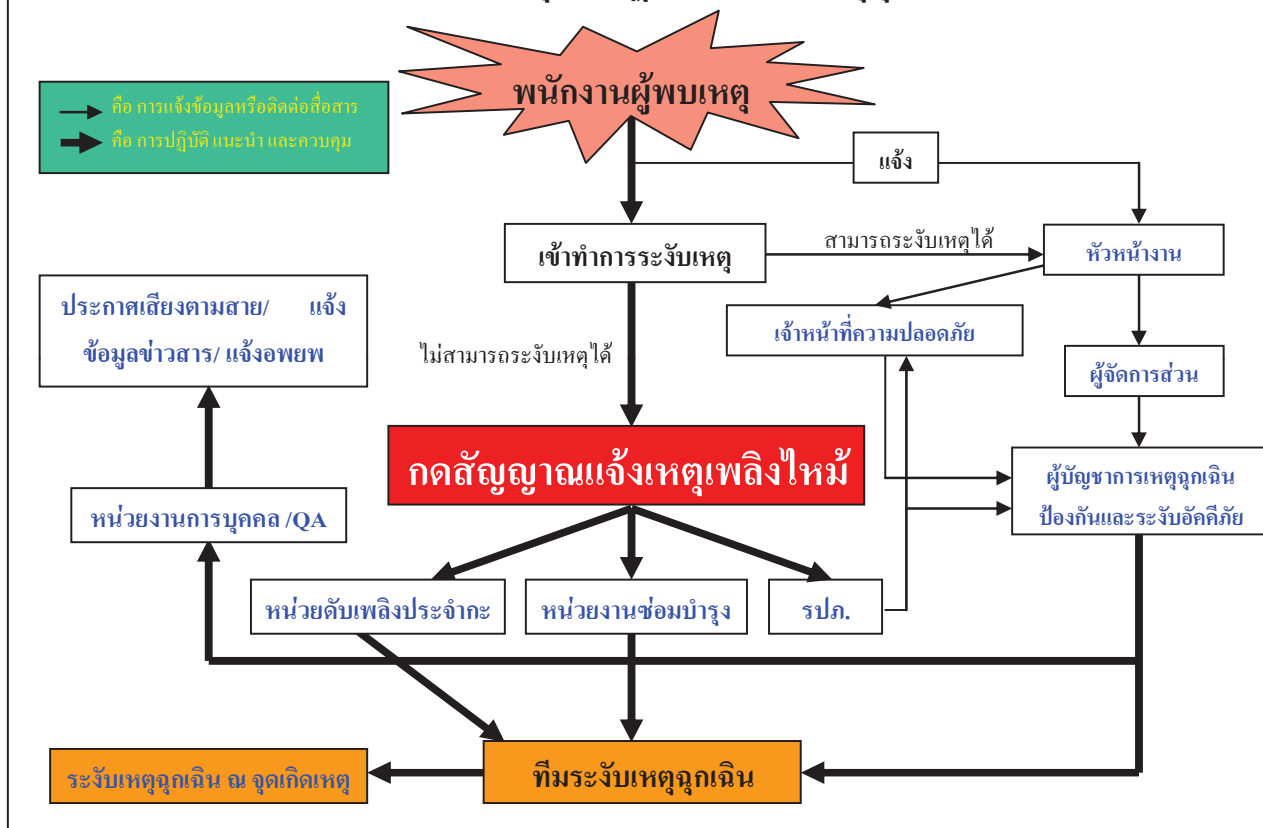 พนักงานผู้พบเหตุ
คือ การแจ้งข้อมูลหรือติดต่อสื่อสาร
คือ การปฏิบัติ แนะนำ และควบคุม
แจ้ง
เข้าทำการระงับเหตุ
สามารถระงับเหตุได้
หัวหน้างาน
ประกาศเสียงตามสาย/ แจ้ง
ข้อมูลข่าวสาร/ แจ้งอพยพ
เจ้าหน้าที่ความปลอดภัย
ไม่สามารถระงับเหตุได้
ผู้จัดการส่วน
กดสัญญาณแจ้งเหตุเพลิงไหม้
ผู้บัญชาการเหตุฉุกเฉิน
ป้องกันและระงับอัคคีภัย
หน่วยงานการบุคคล /QA
หน่วยดับเพลิงประจำกะ
หน่วยงานซ่อมบำรุง
รปภ.
ระงับเหตุฉุกเฉิน ณ จุดเกิดเหตุ
ทีมระงับเหตุฉุกเฉิน